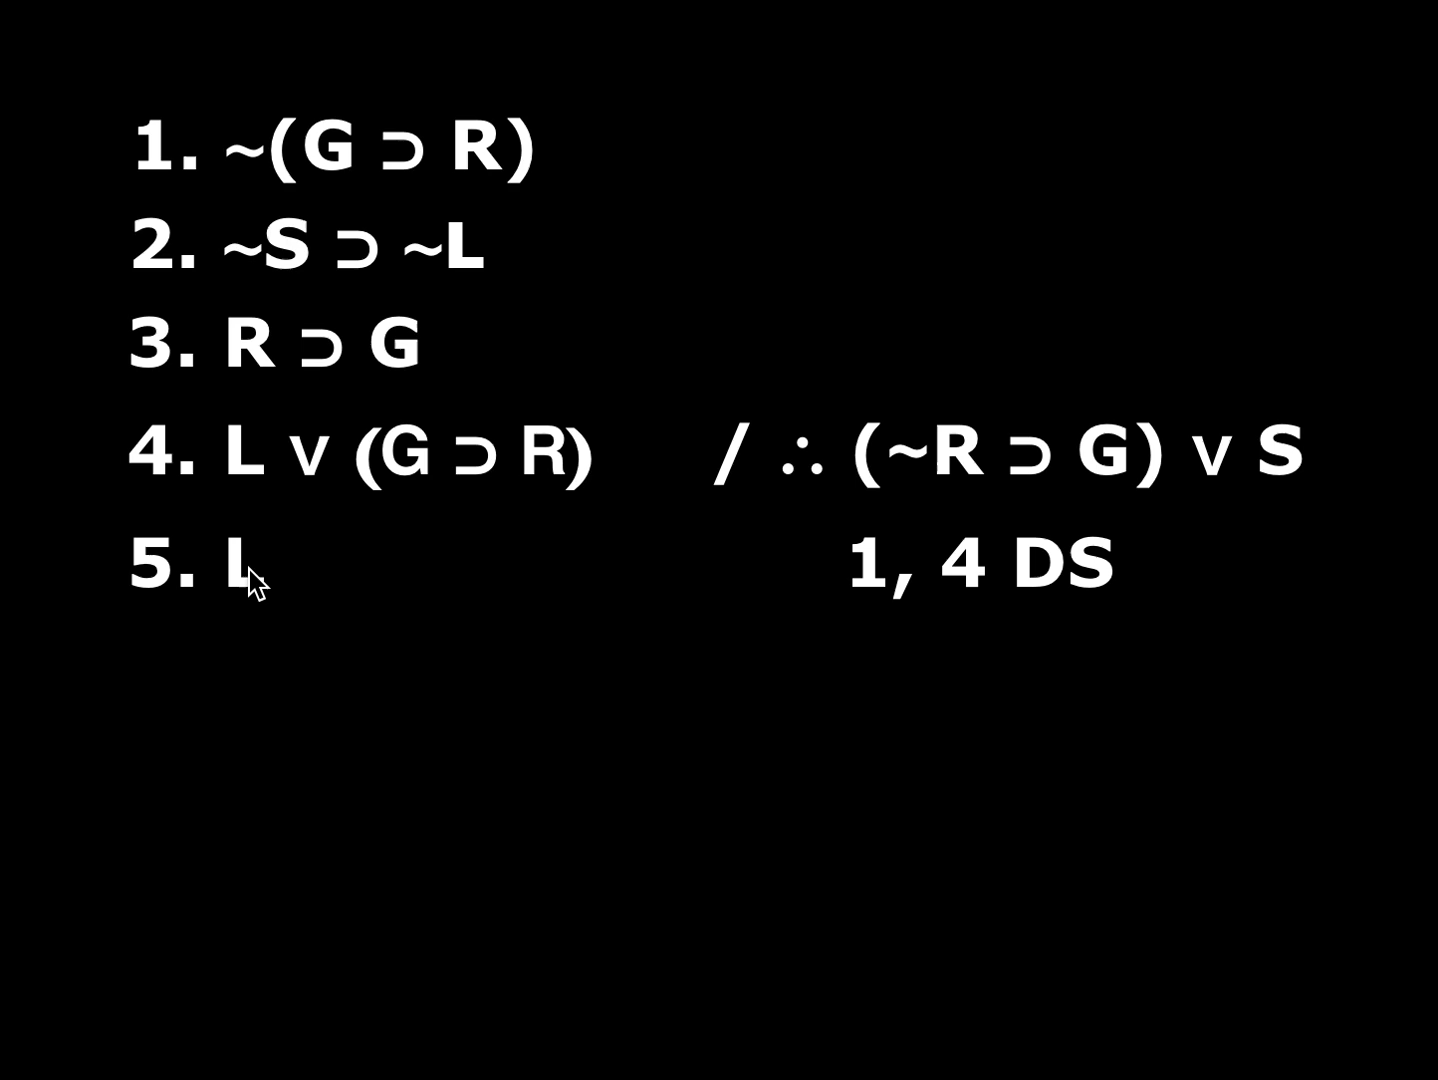 1. ~(G ⊃ R)
2. ~S ⊃ ~L
3. R ⊃ G
4. L v (G ⊃ R) / ∴ (~R ⊃ G) v S
5. L 1, 4 DS